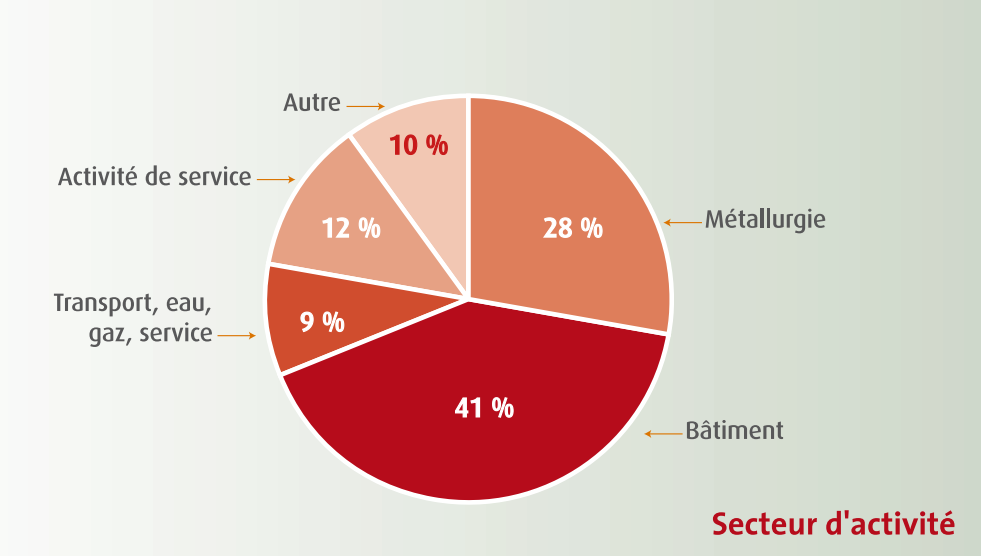 Autre
10 %
Activité de service
12 %
28 %
Métallurgie
Transport, eau,
gaz, service
9 %
41 %
Bâtiment
Secteur d'activité